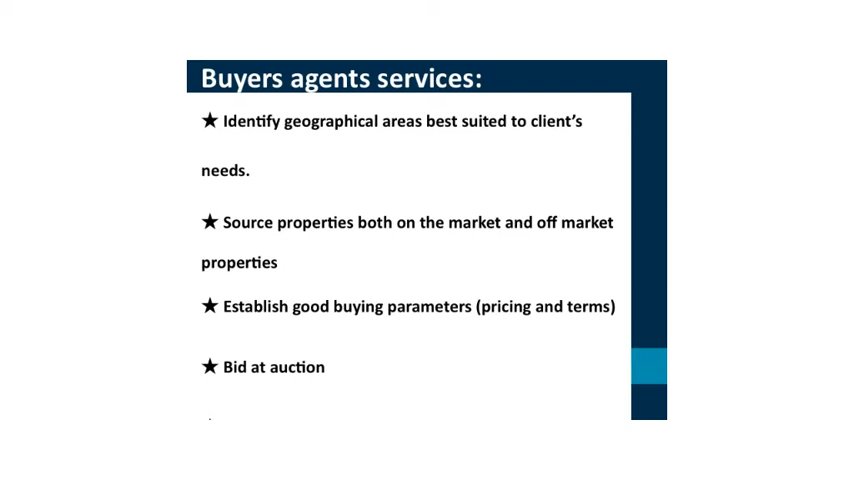 Buyers agents services:
★ Identify geographical areas best suited to client’s
needs.
★ Source properties both on the market and off market
properties
★ Establish good buying parameters (pricing and terms)
★ Bid at auction